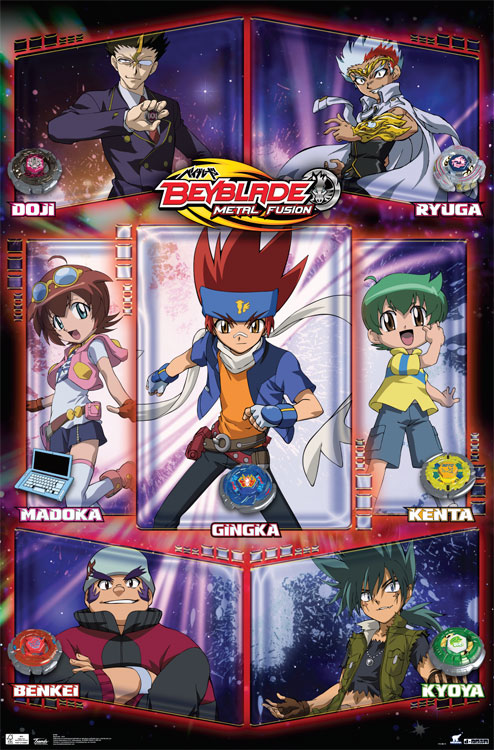 BEYBLADE
METAL FUSION
DOJI
RYUGA
MADOKA
GINGKA
KENTA
BENKEI
KYOYA